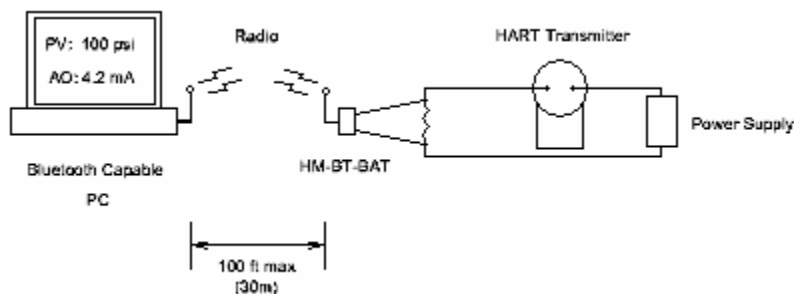 PV: 100 psi
AO: 4.2 mA
Radio
HART Transmitter
Power Supply
HM-BT-BAT
Bluetooth Capable
PC
100 ft max
(30m)